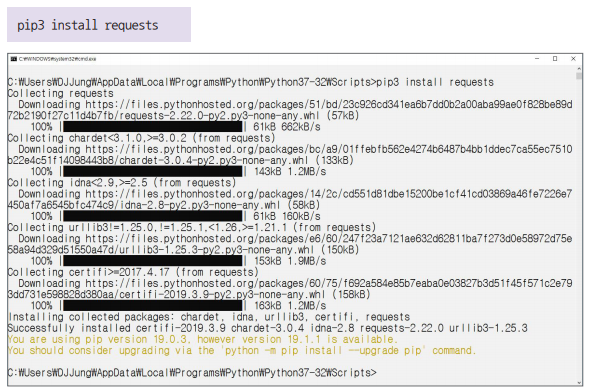 pip3 install requests
C:\WINDOWS\system32\cmd.exe
C:₩Users₩DJJung₩AppData₩Local₩Programs₩Python₩Python37-32₩Scripts>pip3 install requests
Collecting requests
Downloading https://files.pythonhosted.org/packages/51/bd/23c926cd341ea6b7dd0b2a00aba99ae0f828be89d
72b2190f27c11d4b7fb/requests-2.22.0-py2.py3-none-any.whl (57kB)
100% |████████████████████████████████| 61kB 662kB/s
Collecting chardet<3.1.0,>=3.0.2 (from requests)
Downloading https://files.pythonhosted.org/packages/bc/a9/01ffebfb562e4274b6487b4bb1ddec7ca55ec7510
b22e4c51f14098443b8/chardet-3.0.4-py2.py3-none-any.whl (133kB)
100% |████████████████████████████████| 143kB 1.2MB/s
Collecting idna<2.9,>=2.5 (from requests)
Downloading https://files.pythonhosted.org/packages/14/2c/cd551d81dbe15200be1cf41cd03869a46fe7226e7
450af7a6545bfc474c9/idna-2.8-py2.py3-none-any.whl (58kB)
100% |████████████████████████████████| 61kB 160kB/s
Collecting urllib3!=1.25.0,!=1.25.1,<1.26,>=1.21.1 (from requests)
Downloading https://files.pythonhosted.org/packages/e6/60/247f23a7121ae632d62811ba7f273d0e58972d75e
58a94d329d51550a47d/urllib3-1.25.3-py2.py3-none-any.whl (150kB)
100% |████████████████████████████████| 153kB 1.9MB/s
Collecting certifi>=2017.4.17 (from requests)
Downloading https://files.pythonhosted.org/packages/60/75/f692a584e85b7eaba0e03827b3d51f45f571c2e79
3dd731e598828d380aa/certifi-2019.3.9-py2.py3-none-any.whl (158kB)
100% |████████████████████████████████| 163kB 1.2MB/s
Installing collected packages: chardet, idna, urllib3, certifi, requests
Successfully installed certifi-2019.3.9 chardet-3.0.4 idna-2.8 requests-2.22.0 urllib3-1.25.3
You are using pip version 19.0.3, however version 19.1.1 is available.
You should consider upgrading via the 'python -m pip install --upgrade pip' command.
C:₩Users₩DJJung₩AppData₩Local₩Programs₩Python₩Python37-32₩Scripts>